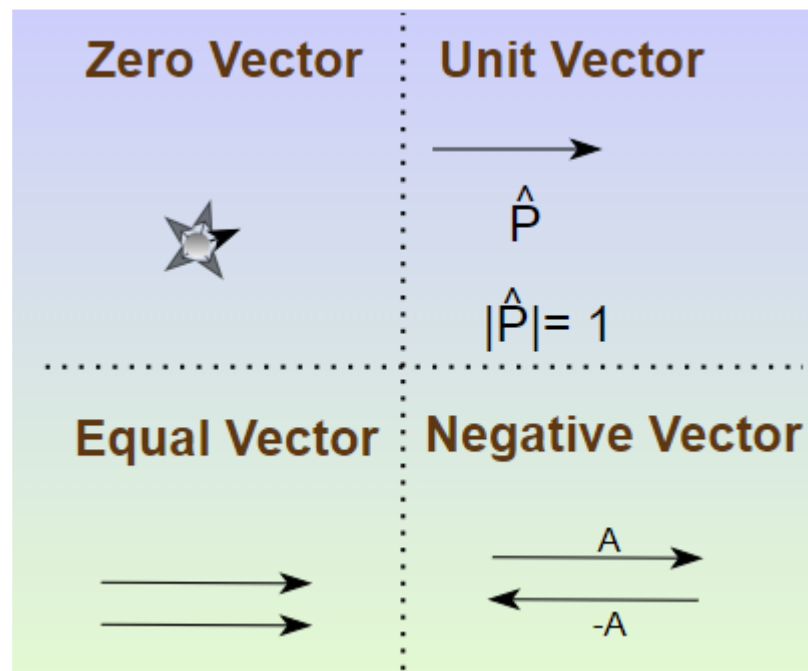 Zero Vector
Unit Vector
P̂
|P̂|= 1
Equal Vector
Negative Vector
A
-A